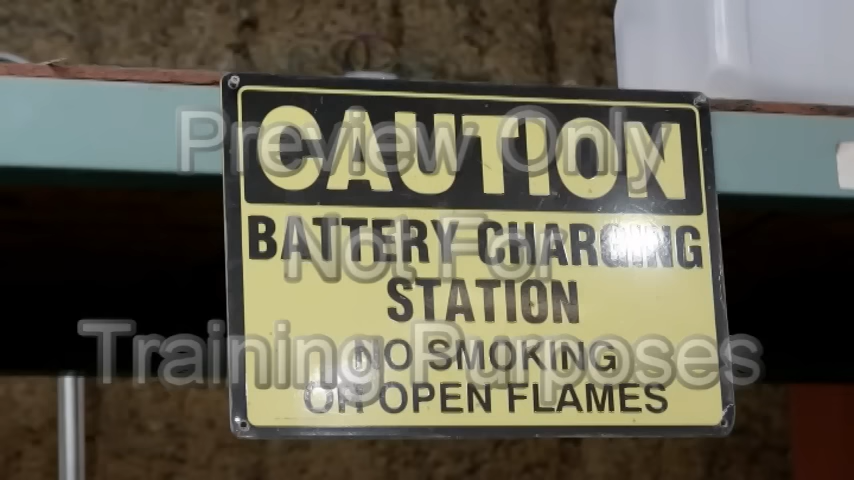 CAUTION
BATTERY CHARGING
STATION
NO SMOKING
OR OPEN FLAMES
Preview Only
Not For
Training Purposes